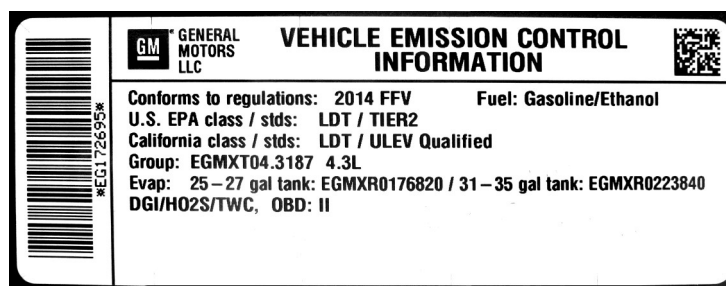 *EG172695*
GM
GENERAL
MOTORS
LLC
VEHICLE EMISSION CONTROL
INFORMATION
Conforms to regulations: 2014 FFV Fuel: Gasoline/Ethanol
U.S. EPA class / stds: LDT / TIER2
California class / stds: LDT / ULEV Qualified
Group: EGMXT04.3187 4.3L
Evap: 25-27 gal tank: EGMXR0176820 / 31-35 gal tank: EGMXR0223840
DGI/HO2S/TWC, OBD: II